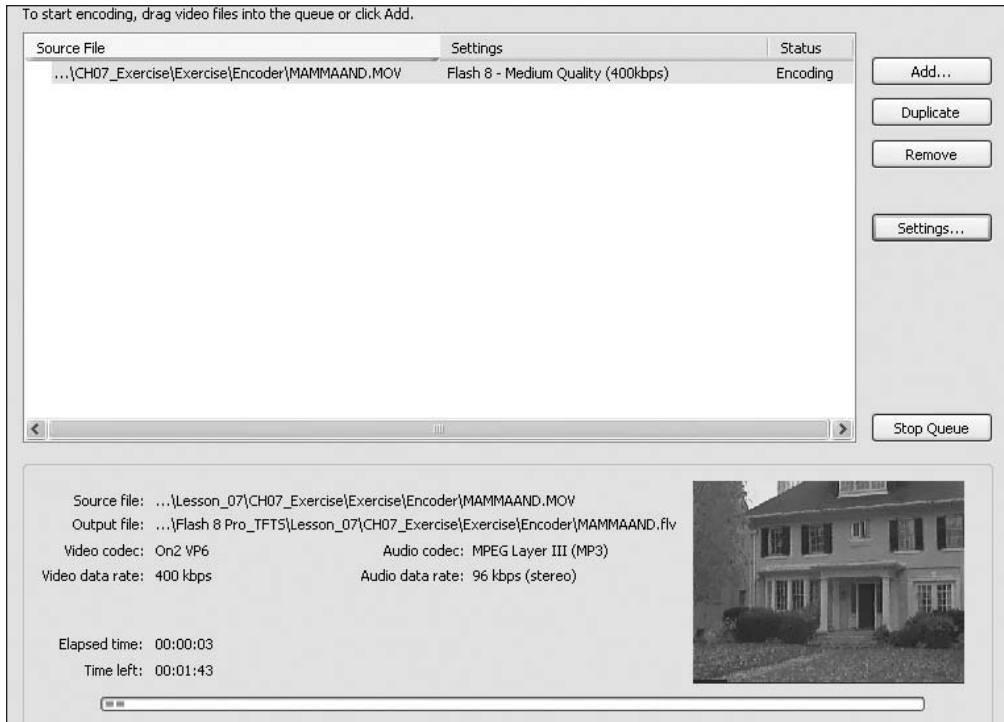 To start encoding, drag video files into the queue or click Add.
Source File Settings Status
...\CH07_Exercise\Exercise\Encoder\MAMMAAND.MOV Flash 8 - Medium Quality (400kbps) Encoding
Add...
Duplicate
Remove
Settings...
Stop Queue
Source file: ...\Lesson_07\CH07_Exercise\Exercise\Encoder\MAMMAAND.MOV
Output file: ...\Flash 8 Pro_TFTS\Lesson_07\CH07_Exercise\Exercise\Encoder\MAMMAAND.flv
Video codec: On2 VP6 Audio codec: MPEG Layer III (MP3)
Video data rate: 400 kbps Audio data rate: 96 kbps (stereo)
Elapsed time: 00:00:03
Time left: 00:01:43